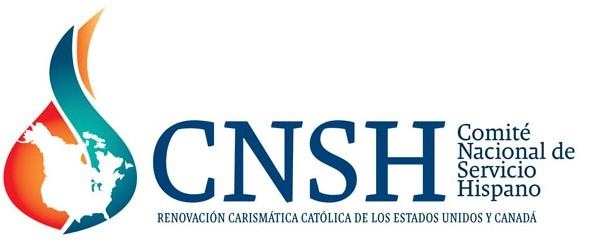 CNSH
Comité
Nacional de
Servicio
Hispano
RENOVACIÓN CARISMÁTICA CATÓLICA DE LOS ESTADOS UNIDOS Y CANADÁ